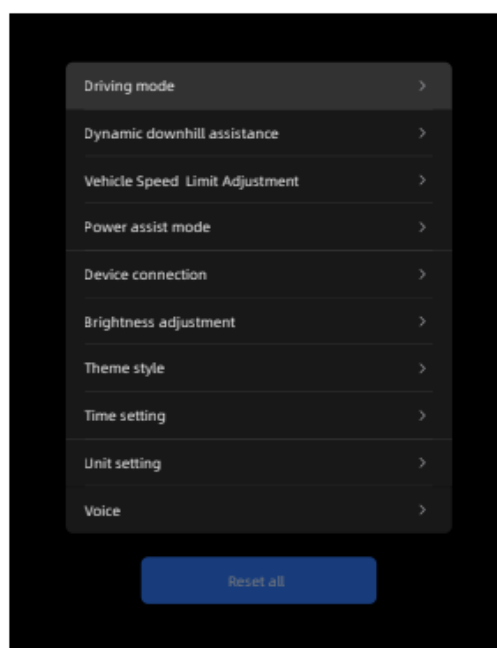 Driving mode
Dynamic downhill assistance
Vehicle Speed Limit Adjustment
Power assist mode
Device connection
Brightness adjustment
Theme style
Time setting
Unit setting
Voice
Reset all